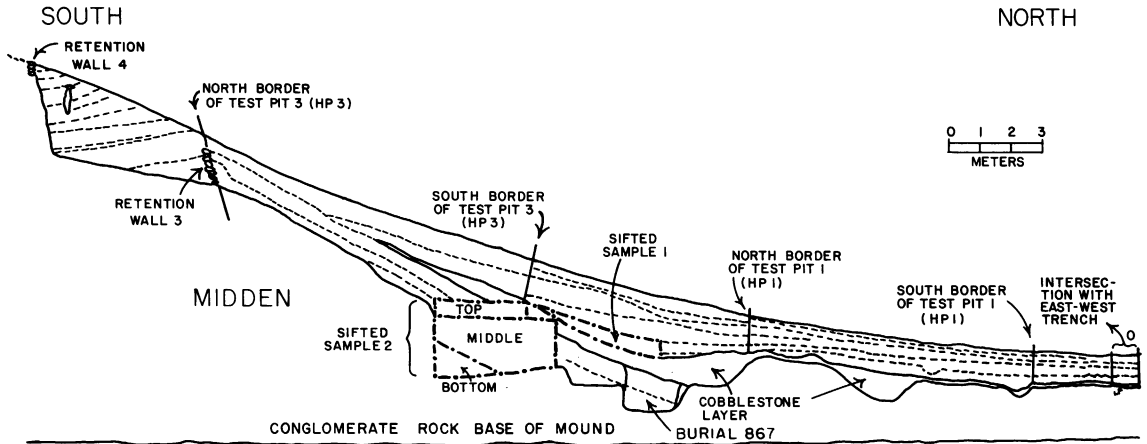 SOUTH
NORTH
RETENTION
WALL 4
NORTH BORDER
OF TEST PIT 3 (HP 3)
0 1 2 3
METERS
RETENTION
WALL 3
SOUTH BORDER
OF TEST PIT 3
(HP3)
SIFTED
SAMPLE 1
NORTH BORDER
OF TEST PIT 1
(HP 1)
SOUTH BORDER
OF TEST PIT 1
(HP1)
INTERSEC-
TION WITH
EAST-WEST
TRENCH
0
MIDDEN
SIFTED
SAMPLE 2
TOP
MIDDLE
BOTTOM
COBBLESTONE
LAYER
BURIAL 867
CONGLOMERATE ROCK BASE OF MOUND